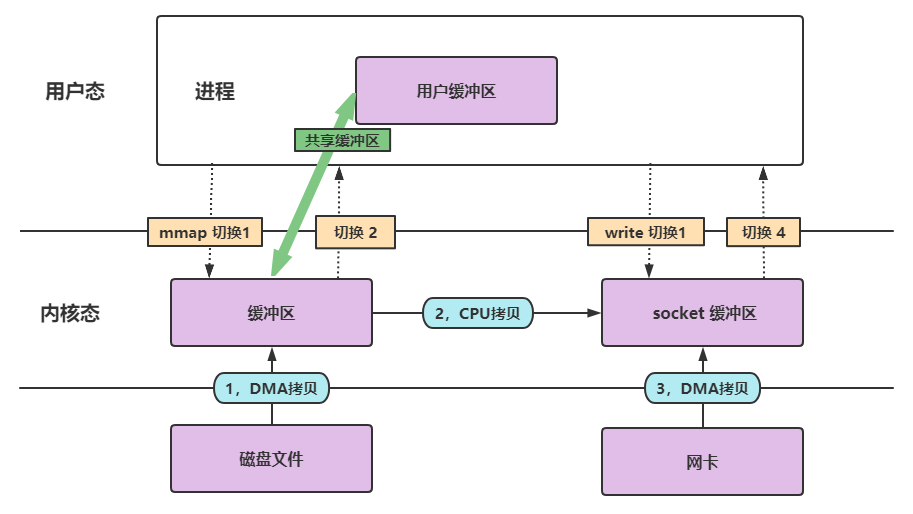 用户态
进程
用户缓冲区
共享缓冲区
mmap 切换1
切换 2
write 切换1
切换 4
内核态
缓冲区
2，CPU拷贝
socket 缓冲区
1，DMA拷贝
3，DMA拷贝
磁盘文件
网卡